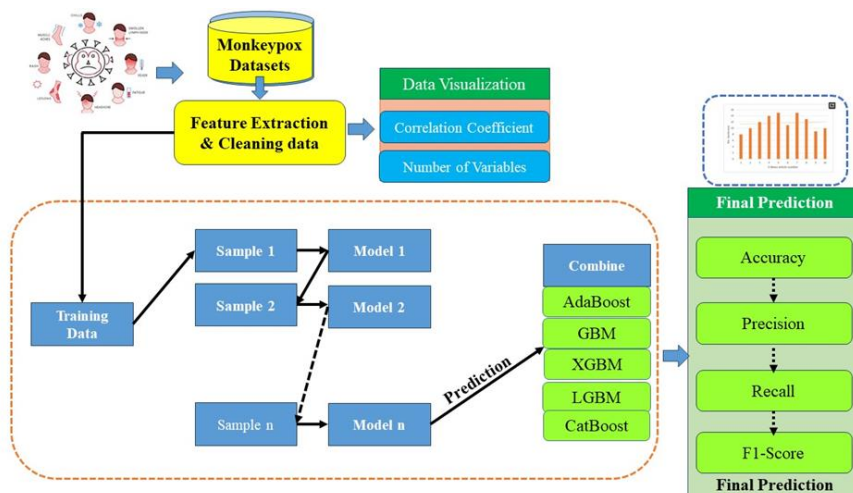 Monkeypox
Datasets
Feature Extraction
& Cleaning data
Data Visualization
Correlation Coefficient
Number of Variables
Training
Data
Sample 1
Model 1
Sample 2
Model 2
Sample n
Model n
Prediction
Combine
AdaBoost
GBM
XGBM
LGBM
CatBoost
Final Prediction
Accuracy
Precision
Recall
F1-Score
Final Prediction